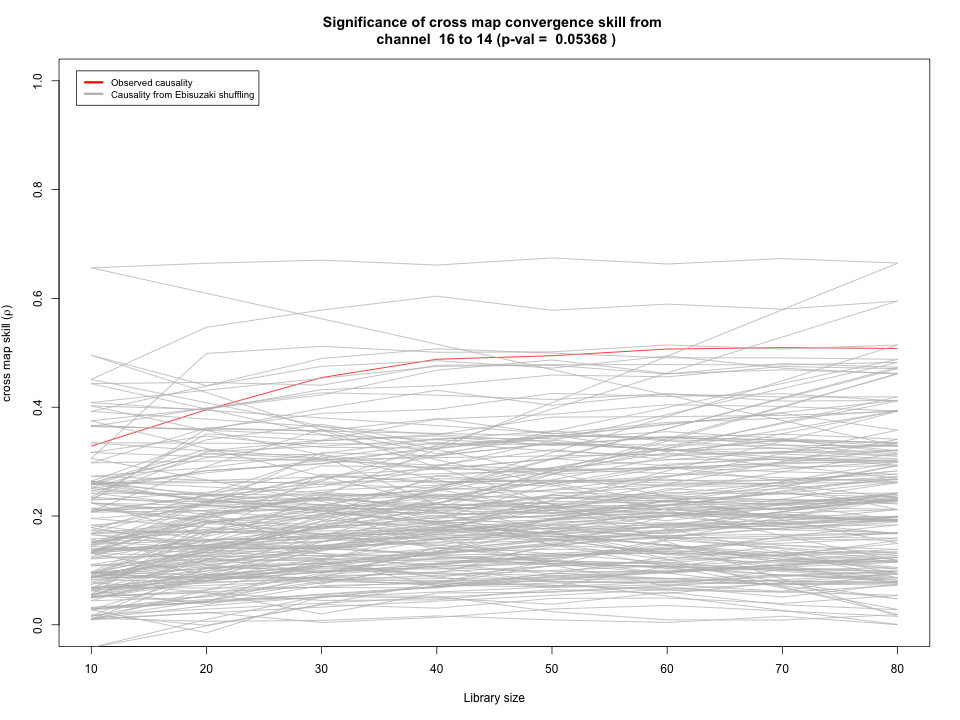 Significance of cross map convergence skill from
channel  16 to 14 (p-val =  0.05368 )
Observed causality
Causality from Ebisuzaki shuffling
cross map skill (ρ)
1.0
0.8
0.6
0.4
0.2
0.0
10 20 30 40 50 60 70 80
Library size